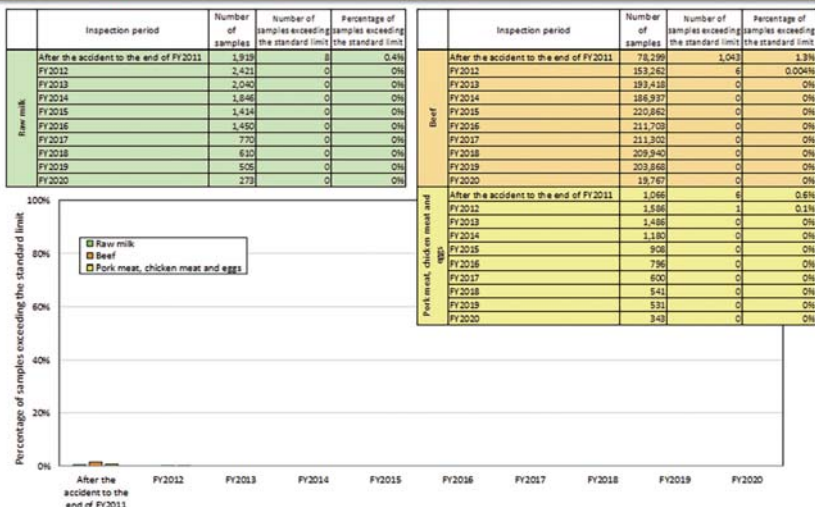 Inspection period
Number of samples
Number of samples exceeding the standard limit
Percentage of samples exceeding the standard limit
Raw milk
After the accident to the end of FY2011 1,919 8 0.4%
FY2012 2,421 0 0%
FY2013 2,040 0 0%
FY2014 1,846 0 0%
FY2015 1,414 0 0%
FY2016 1,450 0 0%
FY2017 770 0 0%
FY2018 610 0 0%
FY2019 505 0 0%
FY2020 273 0 0%
Inspection period
Number of samples
Number of samples exceeding the standard limit
Percentage of samples exceeding the standard limit
Beef
After the accident to the end of FY2011 78,299 1,043 1.3%
FY2012 153,262 6 0.004%
FY2013 193,418 0 0%
FY2014 186,937 0 0%
FY2015 220,862 0 0%
FY2016 211,703 0 0%
FY2017 211,302 0 0%
FY2018 209,940 0 0%
FY2019 203,868 0 0%
FY2020 19,767 0 0%
Pork meat, chicken meat and eggs
After the accident to the end of FY2011 1,066 6 0.6%
FY2012 1,586 1 0.1%
FY2013 1,486 0 0%
FY2014 1,180 0 0%
FY2015 908 0 0%
FY2016 796 0 0%
FY2017 600 0 0%
FY2018 541 0 0%
FY2019 531 0 0%
FY2020 343 0 0%
Percentage of samples exceeding the standard limit
100%
80%
60%
40%
20%
0%
Raw milk
Beef
Pork meat, chicken meat and eggs
After the
accident to the
end of FY2011
FY2012 FY2013 FY2014 FY2015 FY2016 FY2017 FY2018 FY2019 FY2020